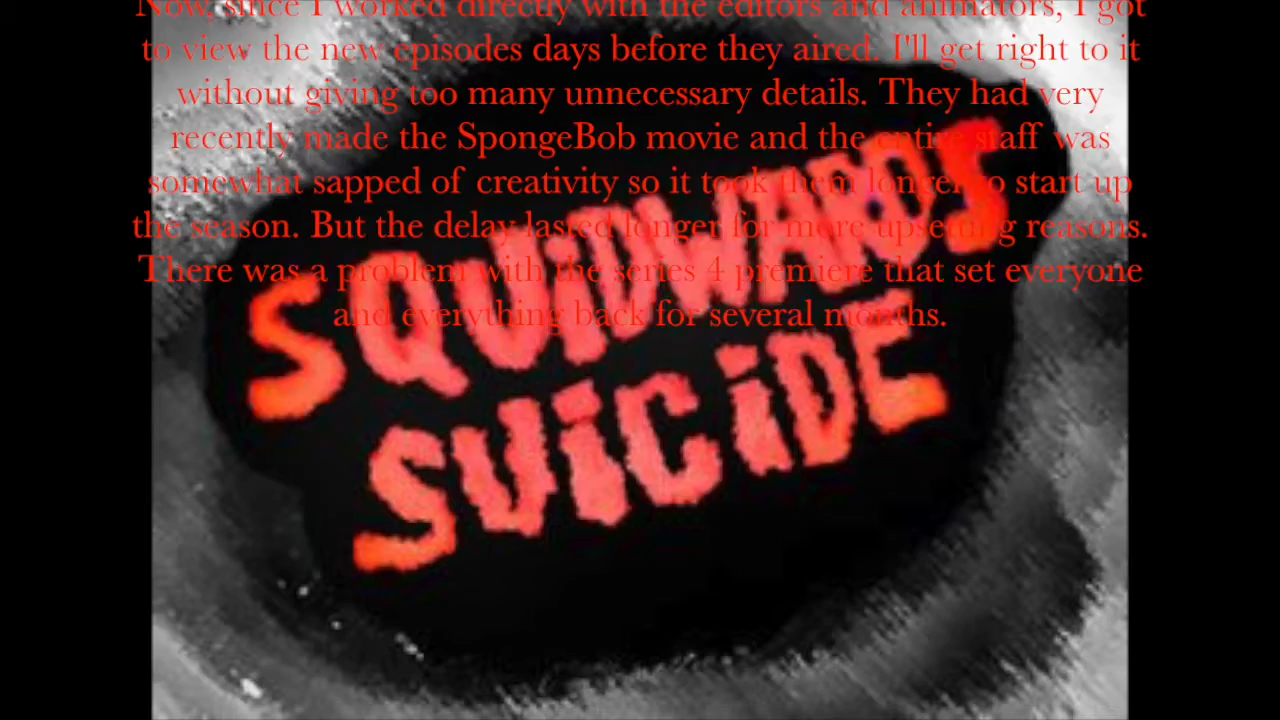 Now, since I worked directly with the editors and animators, I got
to view the new episodes days before they aired. I'll get right to it
without giving too many unnecessary details. They had very
recently made the SpongeBob movie and the entire staff was
somewhat sapped of creativity so it took them longer to start up
the season. But the delay lasted longer for more upsetting reasons.
There was a problem with the series 4 premiere that set everyone
and everything back for several months.
SQUiDWARDS
SUiCiDE